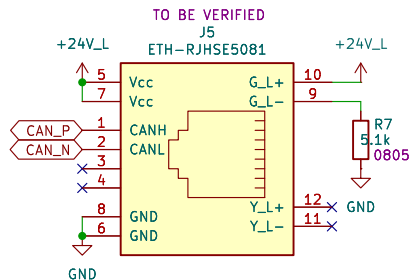 TO BE VERIFIED
J5
ETH-RJHSE5081
+24V_L
+24V_L
5 Vcc G_L+ 10
7 Vcc G_L- 9
CAN_P 1 CANH
CAN_N 2 CANL
R7
5.1k
0805
3
4
8 GND Y_L+ 12
GND
6 GND Y_L- 11
GND